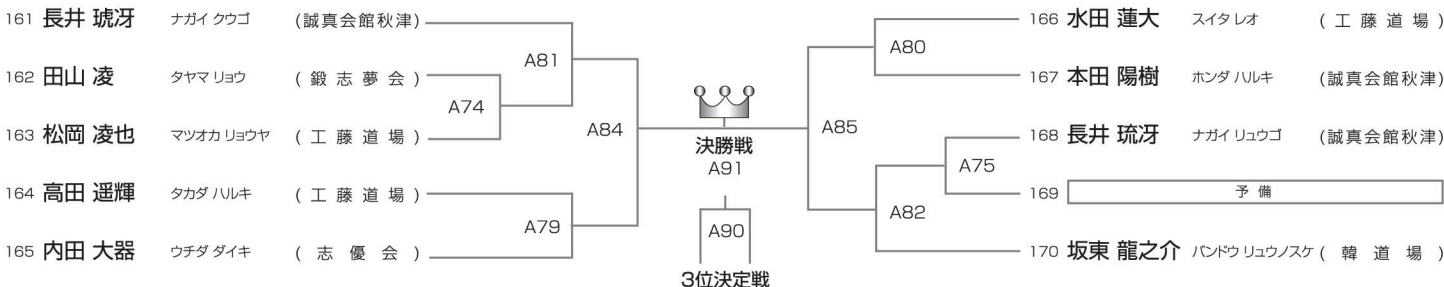 161 長井 琥冴 ナガイ クウゴ (誠真会館秋津)
162 田山 凌 タヤマ リョウ (鍛志夢会)
163 松岡 凌也 マツオカ リョウヤ (工藤道場)
164 高田 遥輝 タカダ ハルキ (工藤道場)
165 内田 大器 ウチダ ダイキ (志優会)
A81
A74
A84
A79
決勝戦
A91
A90
3位決定戦
A80
A85
A75
A82
166 水田 蓮大 スイタ レオ (工藤道場)
167 本田 陽樹 ホンダ ハルキ (誠真会館秋津)
168 長井 琉冴 ナガイ リュウゴ (誠真会館秋津)
169 予備
170 坂東 龍之介 バンドウ リュウノスケ (韓道場)